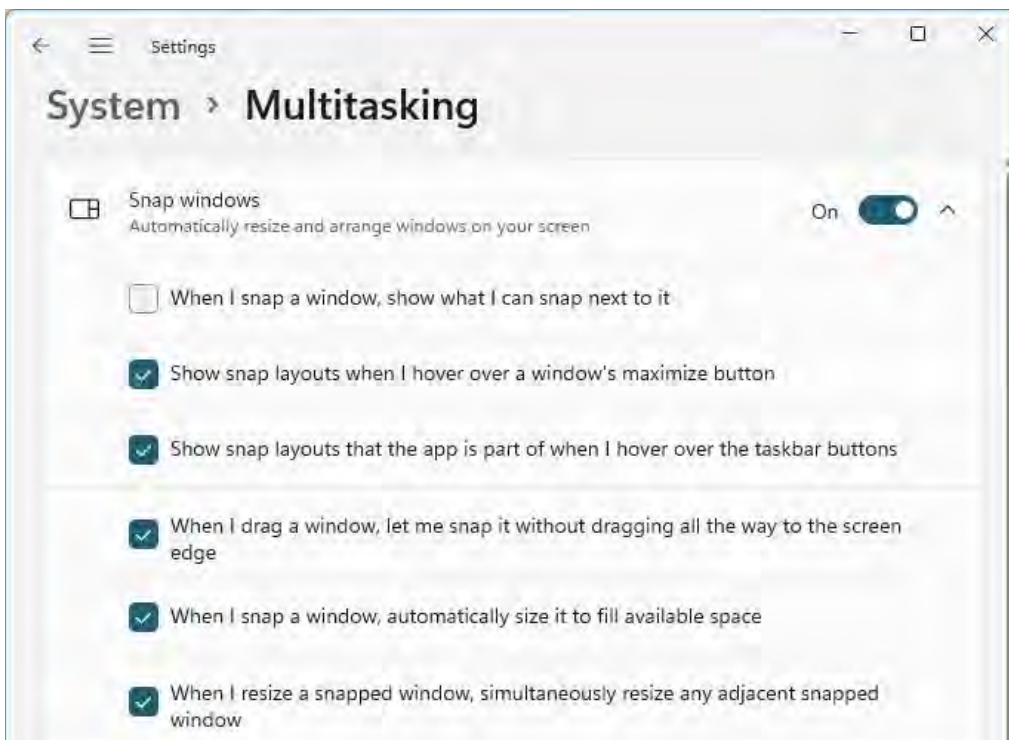 Settings
System > Multitasking
Snap windows
On
Automatically resize and arrange windows on your screen
When I snap a window, show what I can snap next to it
Show snap layouts when I hover over a window's maximize button
Show snap layouts that the app is part of when I hover over the taskbar buttons
When I drag a window, let me snap it without dragging all the way to the screen
edge
When I snap a window, automatically size it to fill available space
When I resize a snapped window, simultaneously resize any adjacent snapped
window